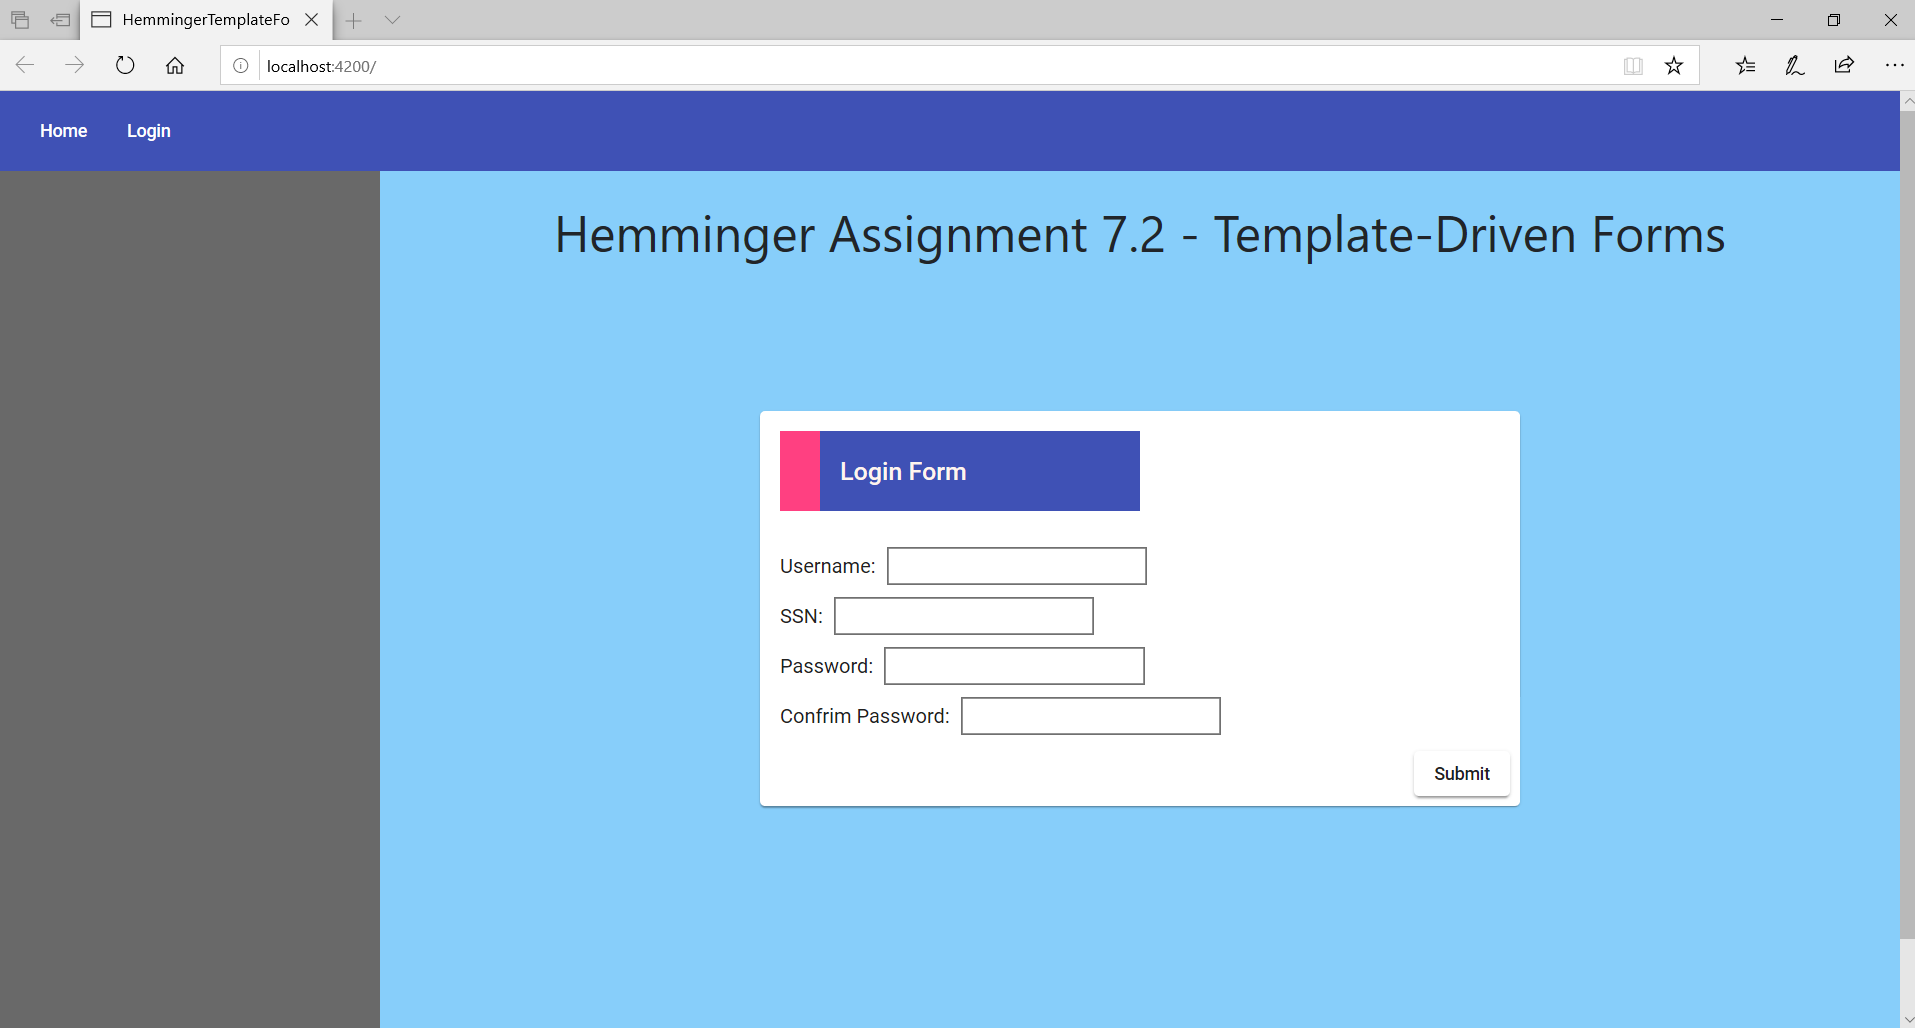 HemmingerTemplateFo
localhost:4200/
Home Login
Hemminger Assignment 7.2 - Template-Driven Forms
Login Form
Username:
SSN:
Password:
Confrim Password:
Submit